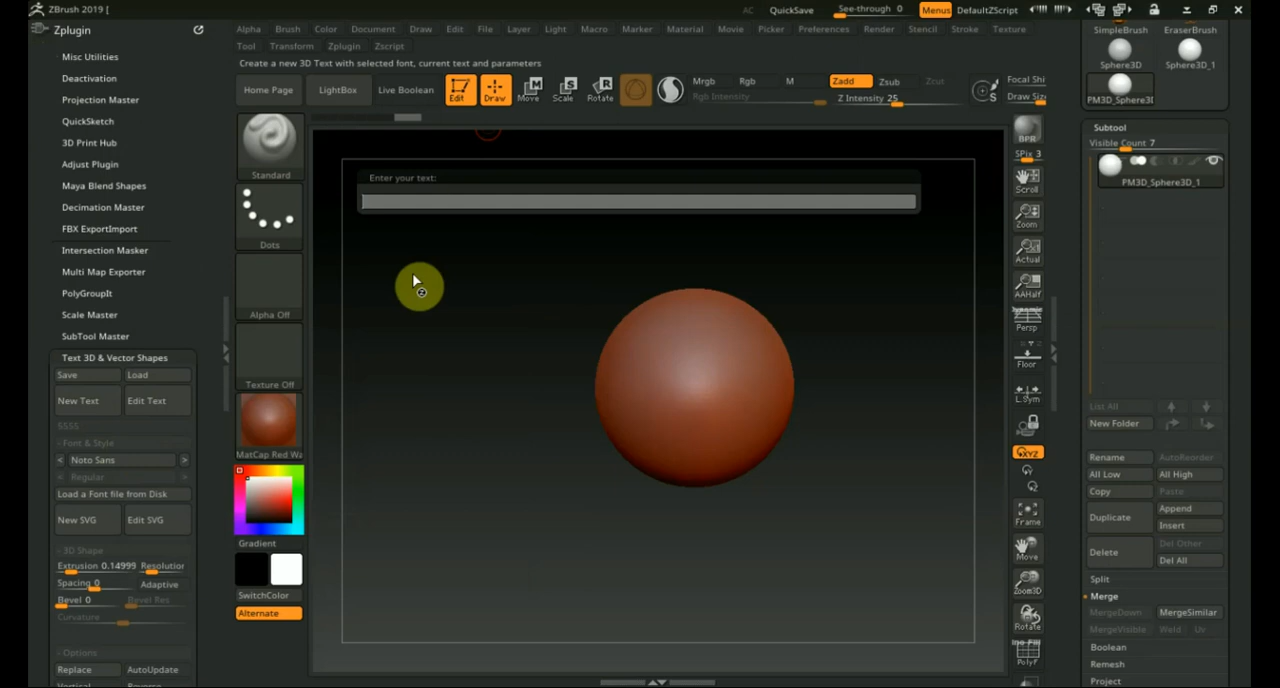 ZBrush 2019 [
AC QuickSave See-through 0 Menus DefaultZScript
Zplugin
Alpha Brush Color Document Draw Edit File Layer Light Macro Marker Material Movie Picker Preferences Render Stencil Stroke Texture
Tool Transform Zplugin Zscript
Create a new 3D Text with selected font, current text and parameters
Home Page LightBox Live Boolean Edit Draw Move Scale Rotate
Mrgb Rgb M Zadd Zsub Zcut Focal Shi
Rgb Intensity Z Intensity 25 Draw Siz
Misc Utilities
Deactivation
Projection Master
QuickSketch
3D Print Hub
Adjust Plugin
Maya Blend Shapes
Decimation Master
FBX ExportImport
Intersection Masker
Multi Map Exporter
PolyGroupIt
Scale Master
SubTool Master
Text 3D & Vector Shapes
Save Load
New Text Edit Text
SSSS
Font & Style
< Noto Sans >
< Regular >
Load a Font file from Disk
New SVG Edit SVG
3D Shape
Extrusion 0.14999 Resolution
Spacing 0 Adaptive
Bevel 0 Bevel Res
Curvature
Options
Replace AutoUpdate
Vertical Reverse
Standard
Dots
Alpha Off
Texture Off
MatCap Red Wa
Gradient
SwitchColor
Alternate
Enter your text:
BPR
SPix 3
Scroll
Zoom
Actual
AAHalf
Dynamic
Persp
Floor
L.Sym
XYZ
Frame
Move
Zoom3D
Rotate
PolyF
SimpleBrush EraserBrush
Sphere3D Sphere3D_1
PM3D_Sphere3D
Subtool
Visible Count 7
PM3D_Sphere3D_1
List All
New Folder
Rename AutoReorder
All Low All High
Copy Paste
Duplicate Append
Insert
Delete Del Other
Del All
Split
Merge
MergeDown MergeSimilar
MergeVisible Weld Uv
Boolean
Remesh
Project